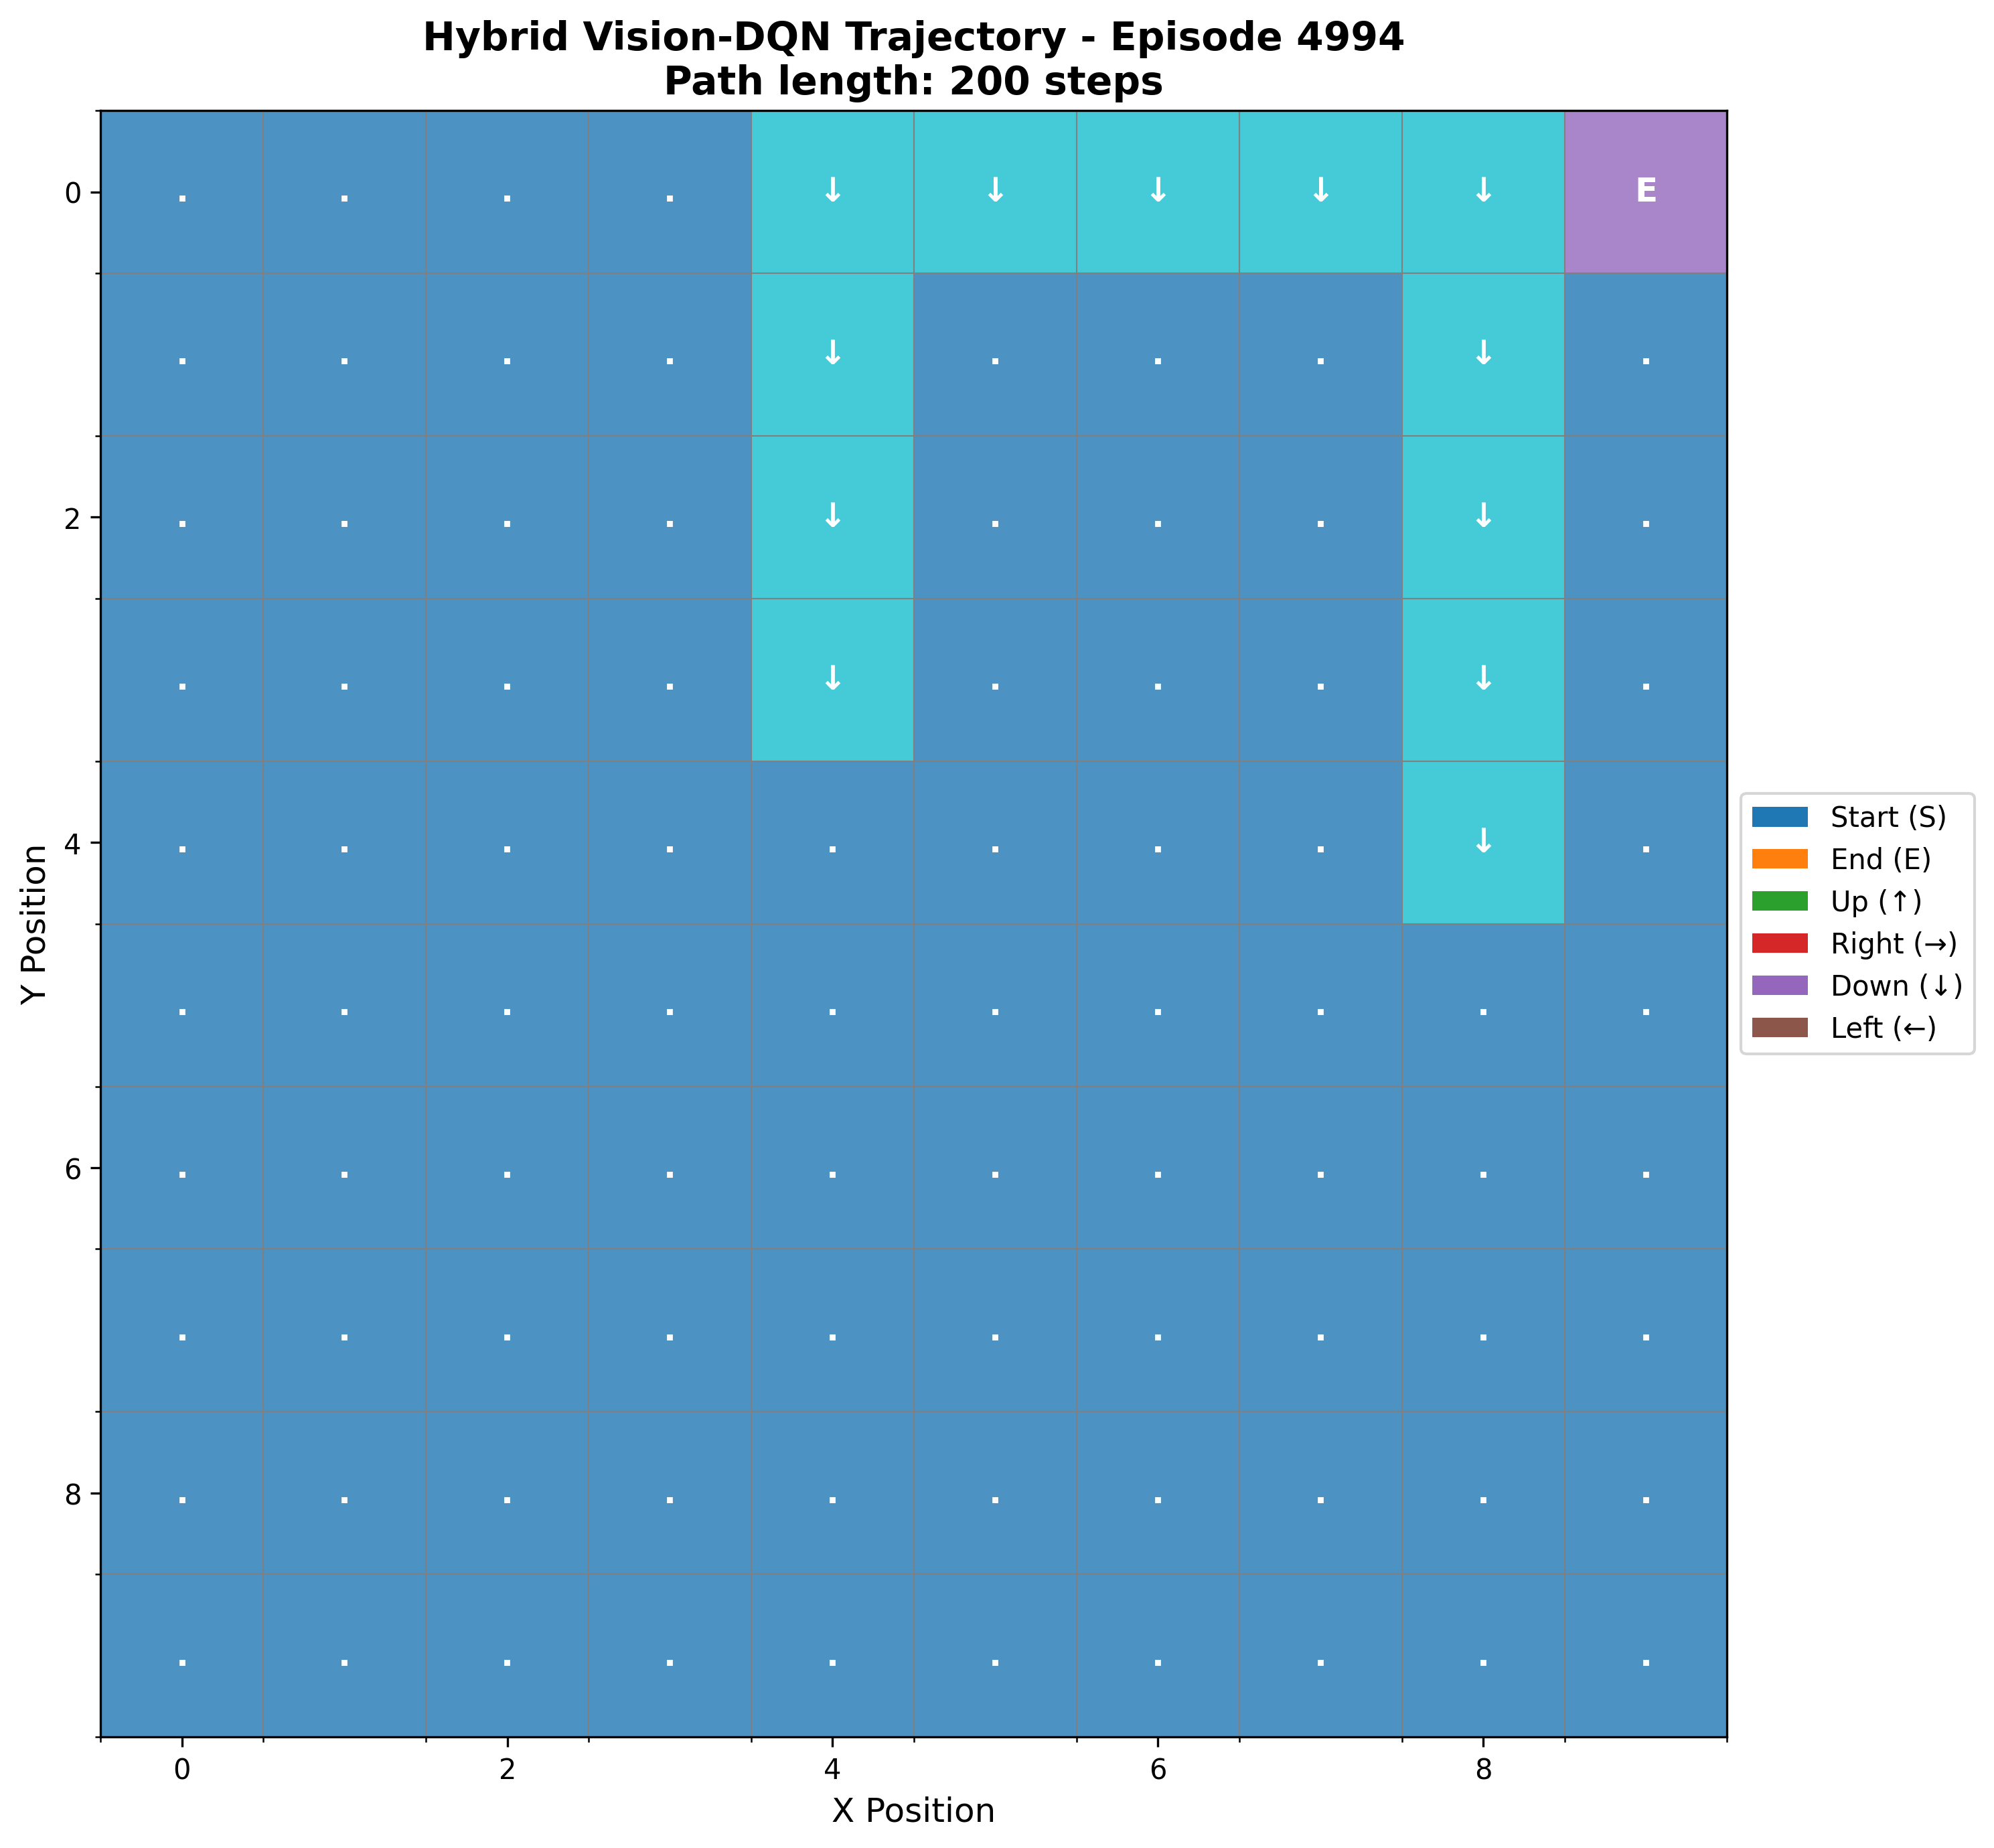 Hybrid Vision-DQN Trajectory - Episode 4994
Path length: 200 steps
0 . . . . ↓ ↓ ↓ ↓ ↓ E
. . . . ↓ . . . ↓ .
2 . . . . ↓ . . . ↓ .
. . . . ↓ . . . ↓ .
4 . . . . . . . . ↓ .
. . . . . . . . . .
6 . . . . . . . . . .
. . . . . . . . . .
8 . . . . . . . . . .
. . . . . . . . . .
0 2 4 6 8
X Position
Y Position
Start (S)
End (E)
Up (↑)
Right (→)
Down (↓)
Left (←)